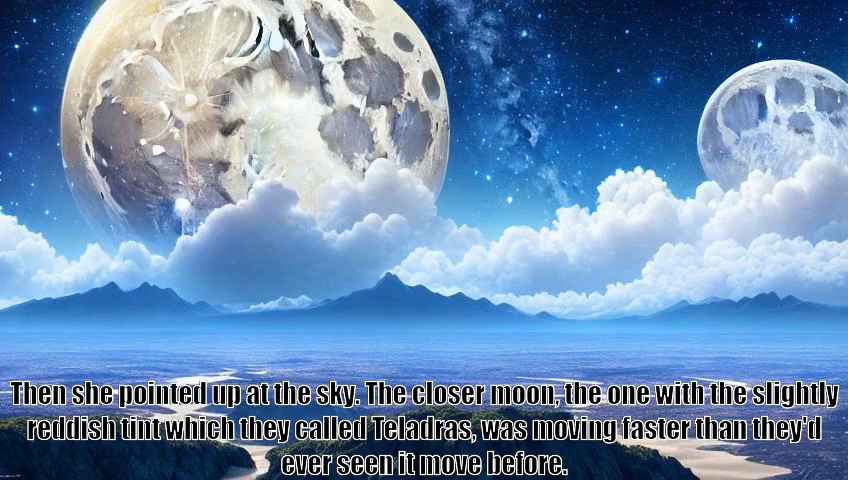 Then she pointed up at the sky. The closer moon, the one with the slightly
reddish tint which they called Teladras, was moving faster than they'd
ever seen it move before.